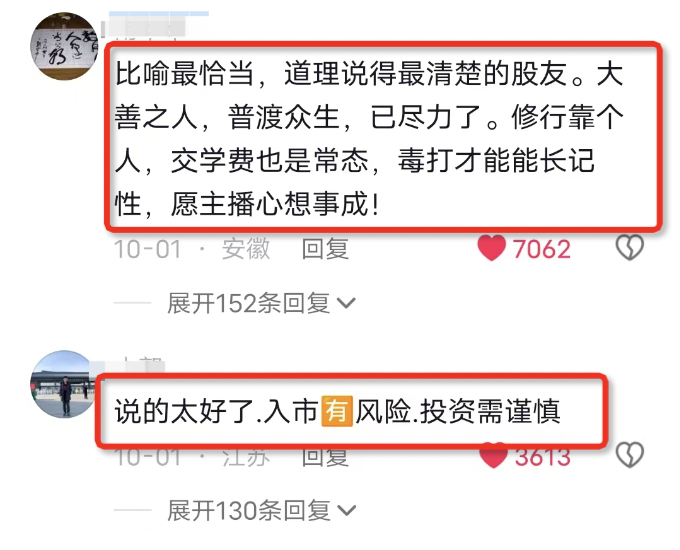 比喻最恰当，道理说得最清楚的股友。大
善之人，普渡众生，已尽力了。修行靠个
人，交学费也是常态，毒打才能能长记
性，愿主播心想事成！
10-01 · 安徽 回复 7062
展开152条回复
说的太好了.入市🈶风险.投资需谨慎
10-01 · 江苏 回复 3613
展开130条回复